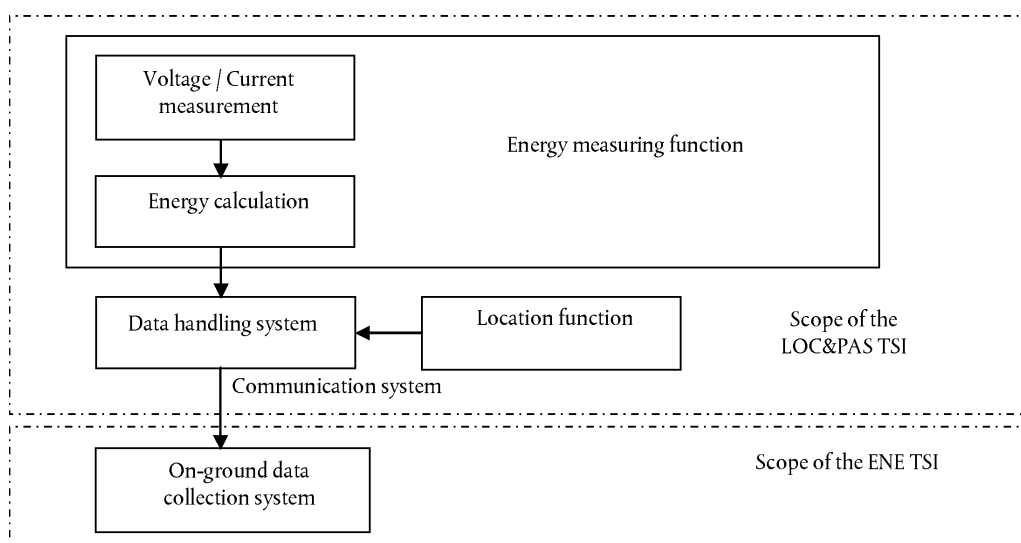 Voltage / Current
measurement
Energy measuring function
Energy calculation
Data handling system
Location function
Scope of the
LOC&PAS TSI
Communication system
On-ground data
collection system
Scope of the ENE TSI